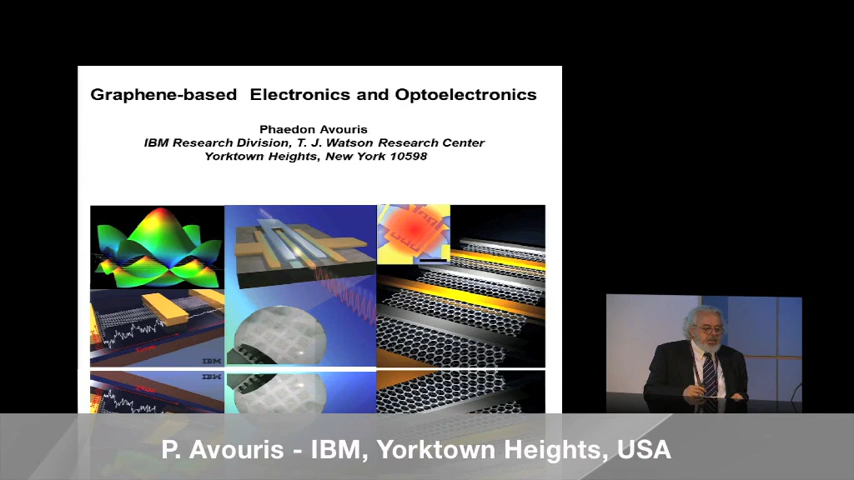 Graphene-based Electronics and Optoelectronics
Phaedon Avouris
IBM Research Division, T. J. Watson Research Center
Yorktown Heights, New York 10598
IBM
IBM
P. Avouris - IBM, Yorktown Heights, USA